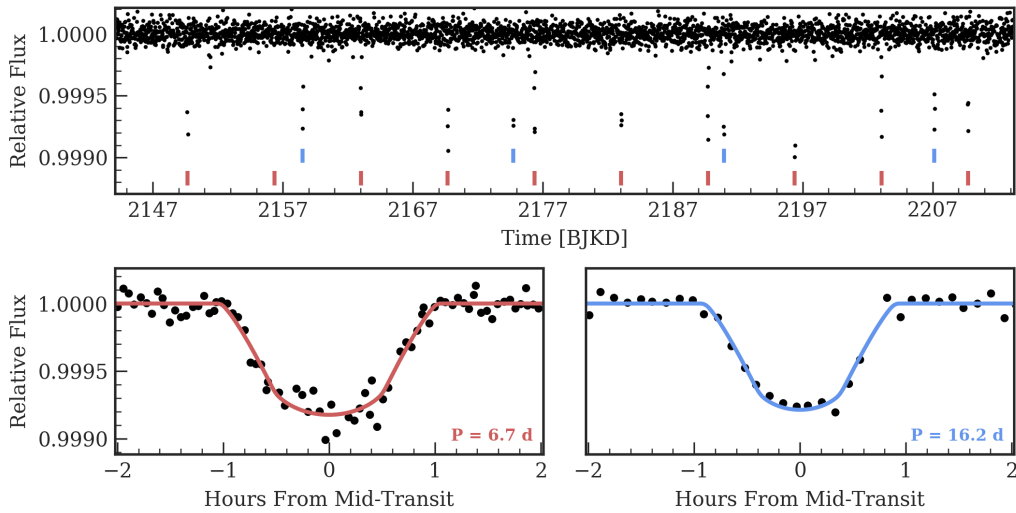 Relative Flux
1.0000
0.9995
0.9990
2147 2157 2167 2177 2187 2197 2207
Time [BJKD]
Relative Flux
1.0000
0.9995
0.9990
P = 6.7 d
−2 −1 0 1 2
Hours From Mid-Transit
P = 16.2 d
−2 −1 0 1 2
Hours From Mid-Transit